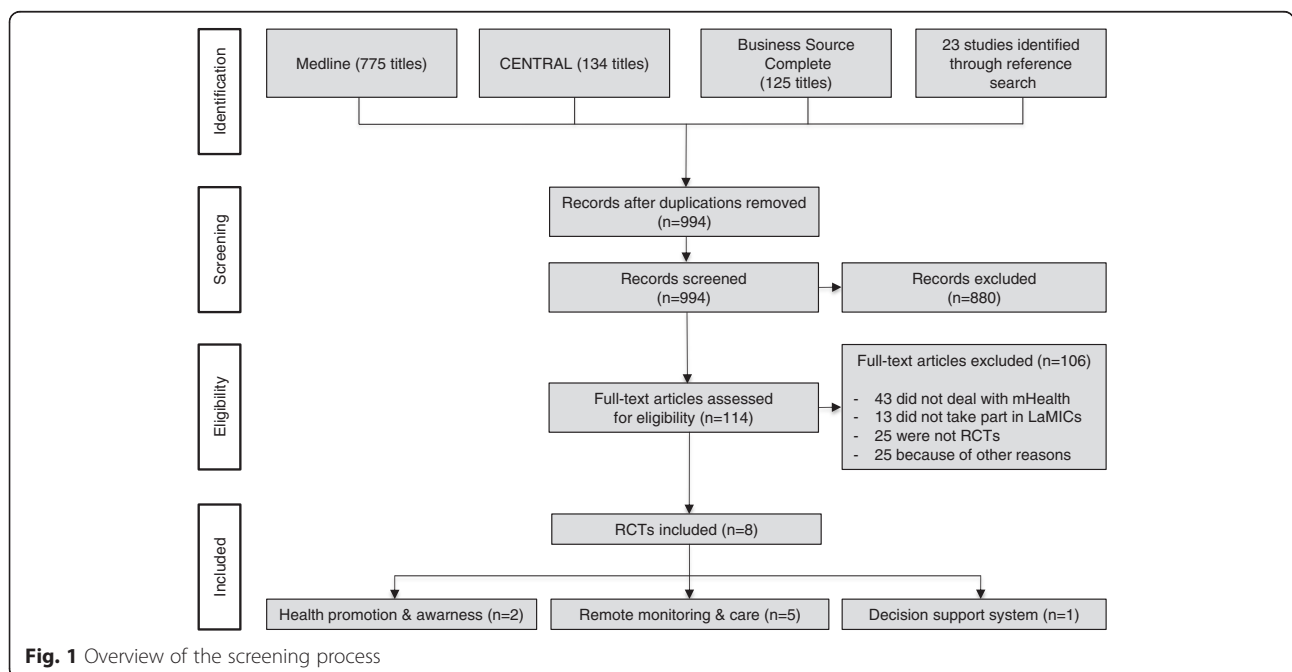 Identification
Medline (775 titles)
CENTRAL (134 titles)
Business Source
Complete
(125 titles)
23 studies identified
through reference
search
Screening
Records after duplications removed
(n=994)
Records screened
(n=994)
Records excluded
(n=880)
Eligibility
Full-text articles assessed
for eligibility (n=114)
Full-text articles excluded (n=106)
- 43 did not deal with mHealth
- 13 did not take part in LaMICs
- 25 were not RCTs
- 25 because of other reasons
Included
RCTs included (n=8)
Health promotion & awarness (n=2)
Remote monitoring & care (n=5)
Decision support system (n=1)
Fig. 1 Overview of the screening process